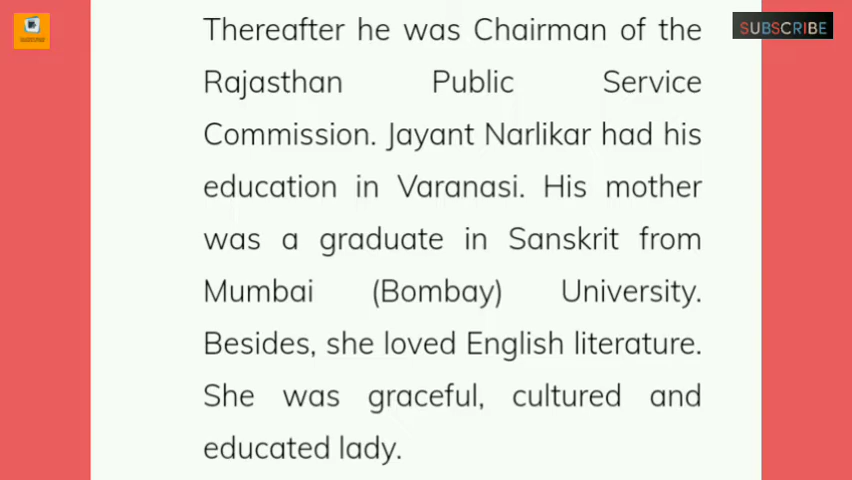 Thereafter he was Chairman of the
Rajasthan Public Service
Commission. Jayant Narlikar had his
education in Varanasi. His mother
was a graduate in Sanskrit from
Mumbai (Bombay) University.
Besides, she loved English literature.
She was graceful, cultured and
educated lady.
SUBSCRIBE